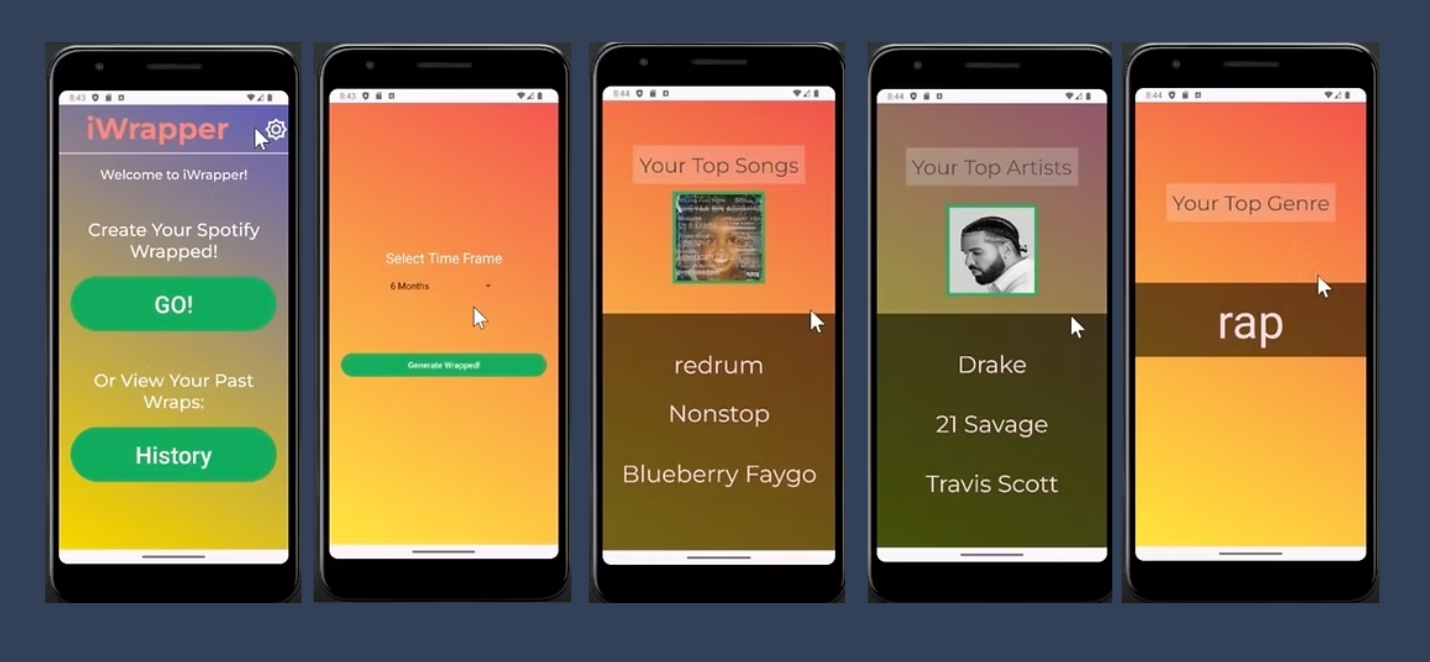 8:43
iWrapper
Welcome to iWrapper!
Create Your Spotify
Wrapped!
GO!
Or View Your Past
Wraps:
History
8:43
Select Time Frame
6 Months
Generate Wrapped!
8:44
Your Top Songs
redrum
Nonstop
Blueberry Faygo
8:44
Your Top Artists
Drake
21 Savage
Travis Scott
8:44
Your Top Genre
rap